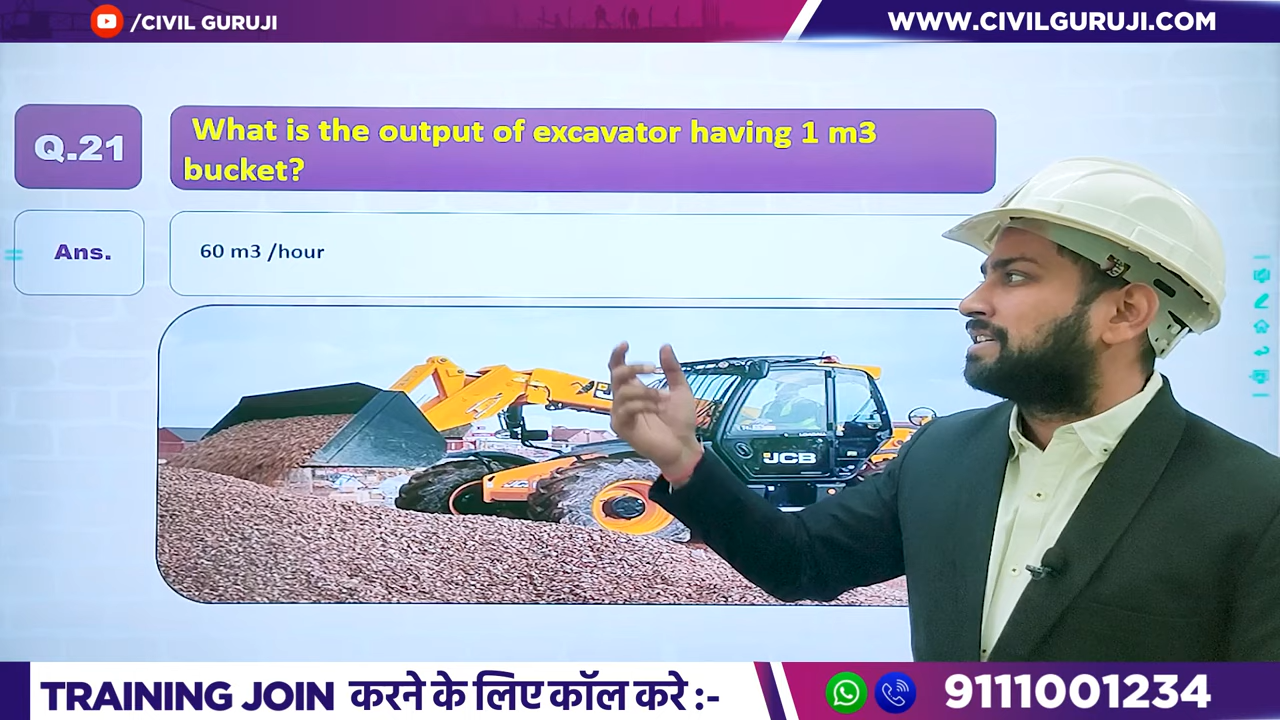 /CIVIL GURUJI
WWW.CIVILGURUJI.COM
Q.21
What is the output of excavator having 1 m3
bucket?
Ans.
60 m3 /hour
JCB
TRAINING JOIN करने के लिए कॉल करे :-
9111001234